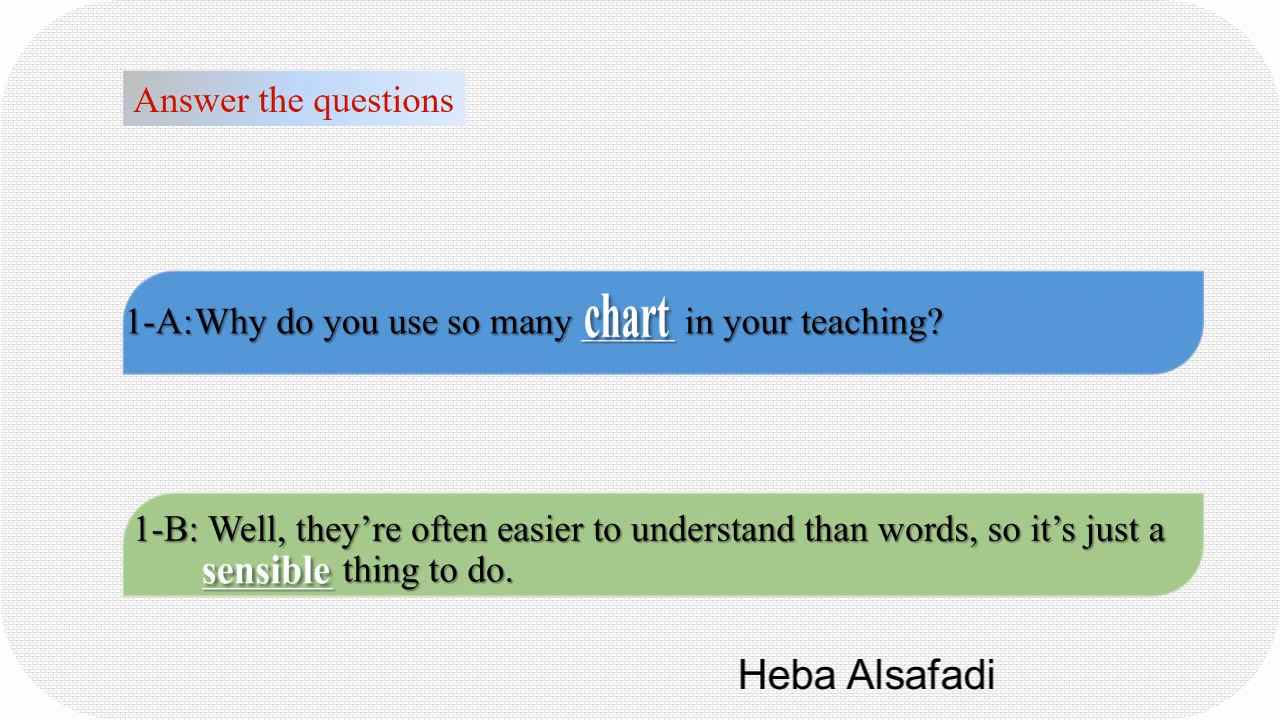 Answer the questions
1-A: Why do you use so many chart in your teaching?
1-B: Well, they’re often easier to understand than words, so it’s just a
sensible thing to do.
Heba Alsafadi